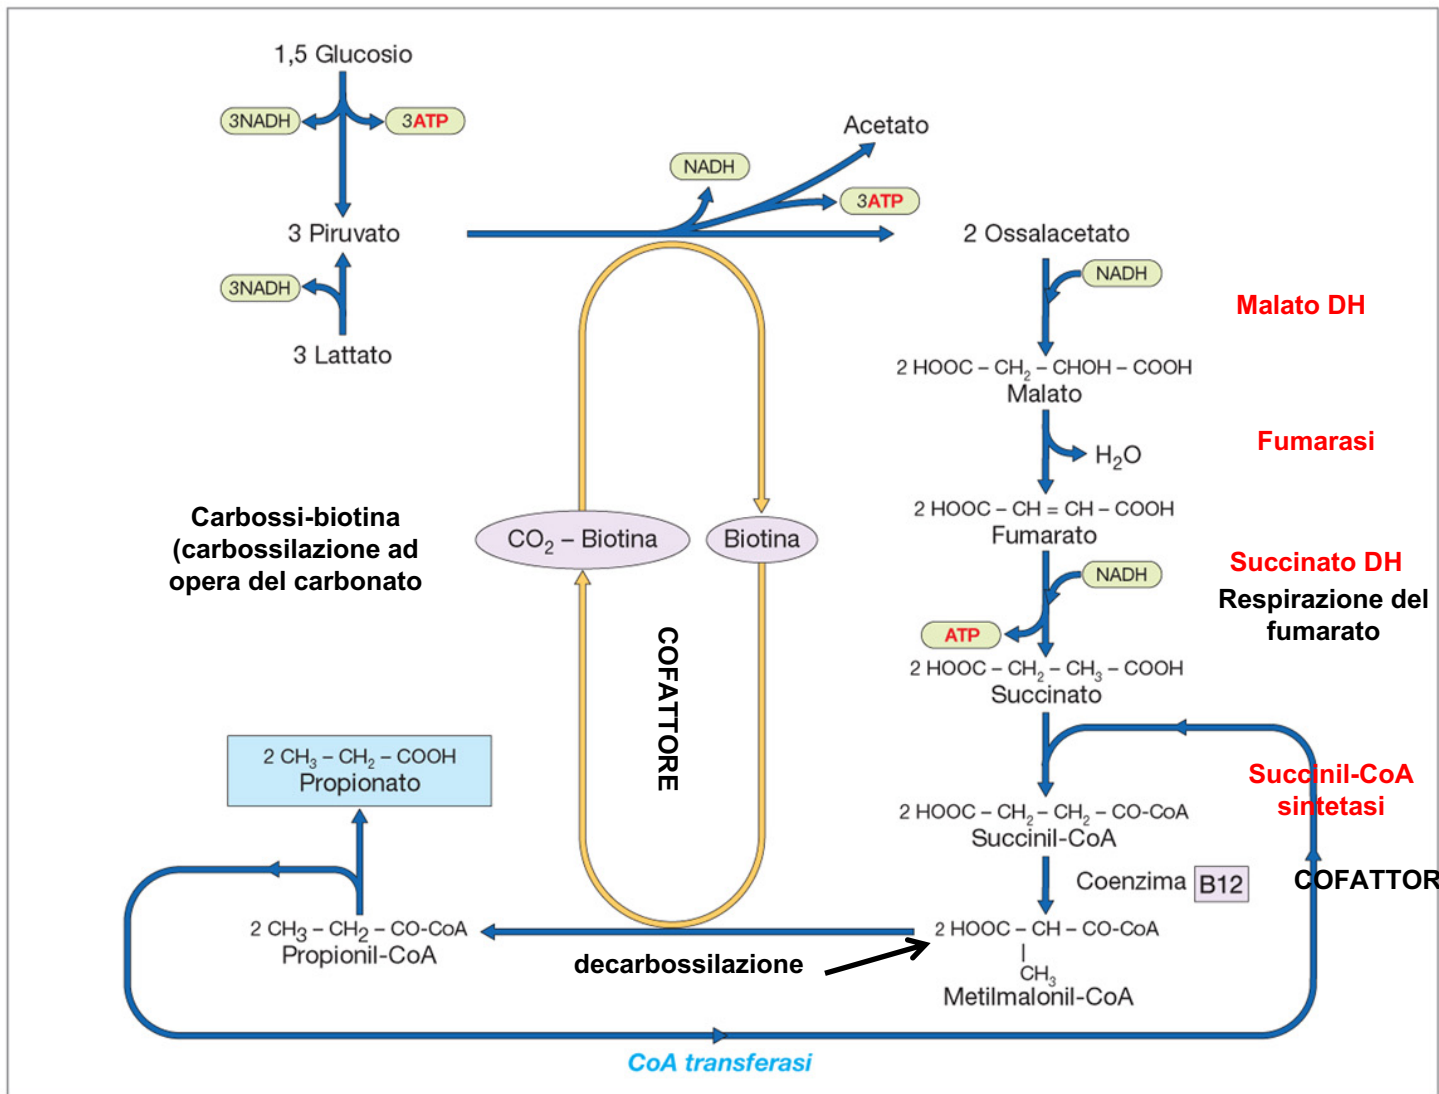 1,5 Glucosio
3NADH
3ATP
Acetato
NADH
3ATP
3 Piruvato
2 Ossalacetato
NADH
3NADH
Malato DH
3 Lattato
2 HOOC – CH₂ – CHOH – COOH
Malato
Fumarasi
H₂O
2 HOOC – CH = CH – COOH
Fumarato
Carbossi-biotina
(carbossilazione ad
opera del carbonato
CO₂ – Biotina
Biotina
Succinato DH
NADH
Respirazione del
fumarato
ATP
COFATTORE
2 HOOC – CH₂ – CH₃ – COOH
Succinato
2 CH₃ – CH₂ – COOH
Propionato
Succinil-CoA
sintetasi
2 HOOC – CH₂ – CH₂ – CO-CoA
Succinil-CoA
Coenzima B12
COFATTOR
2 CH₃ – CH₂ – CO-CoA
Propionil-CoA
decarbossilazione
2 HOOC – CH – CO-CoA
CH₃
Metilmalonil-CoA
CoA transferasi